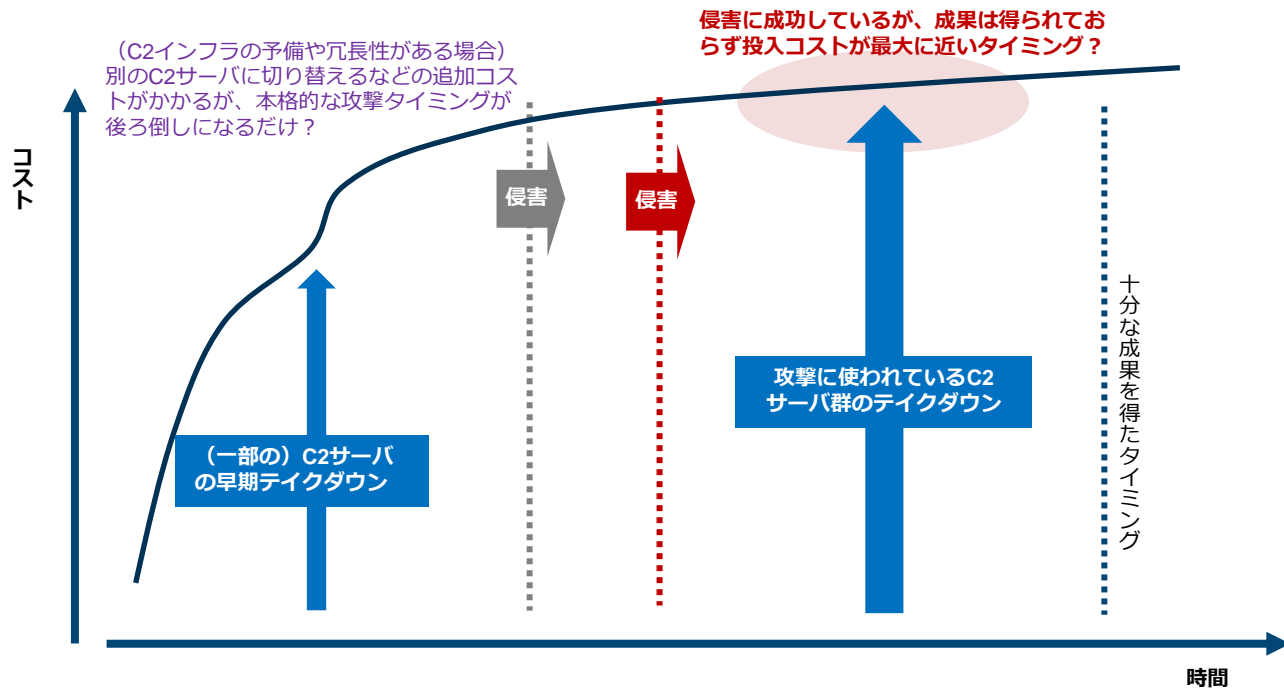 侵害に成功しているが、成果は得られてお
らず投入コストが最大に近いタイミング？
（C2インフラの予備や冗長性がある場合）
別のC2サーバに切り替えるなどの追加コス
トがかかるが、本格的な攻撃タイミングが
後ろ倒しになるだけ？
コスト
侵害
侵害
十分な成果を得たタイミング
攻撃に使われているC2
サーバ群のテイクダウン
（一部の）C2サーバ
の早期テイクダウン
時間